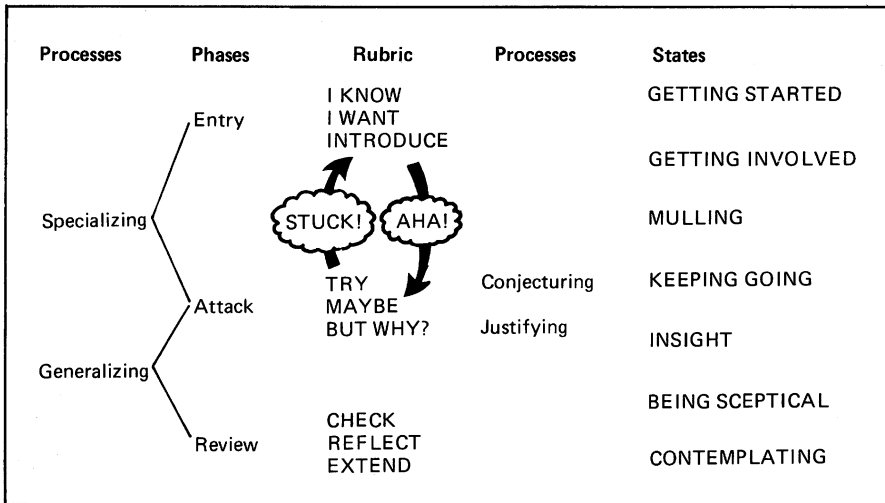 Processes Phases Rubric Processes States
I KNOW GETTING STARTED
Entry I WANT
INTRODUCE
GETTING INVOLVED
Specializing STUCK! AHA! MULLING
TRY Conjecturing KEEPING GOING
Attack MAYBE
BUT WHY? Justifying INSIGHT
Generalizing
BEING SCEPTICAL
CHECK
Review REFLECT
EXTEND CONTEMPLATING